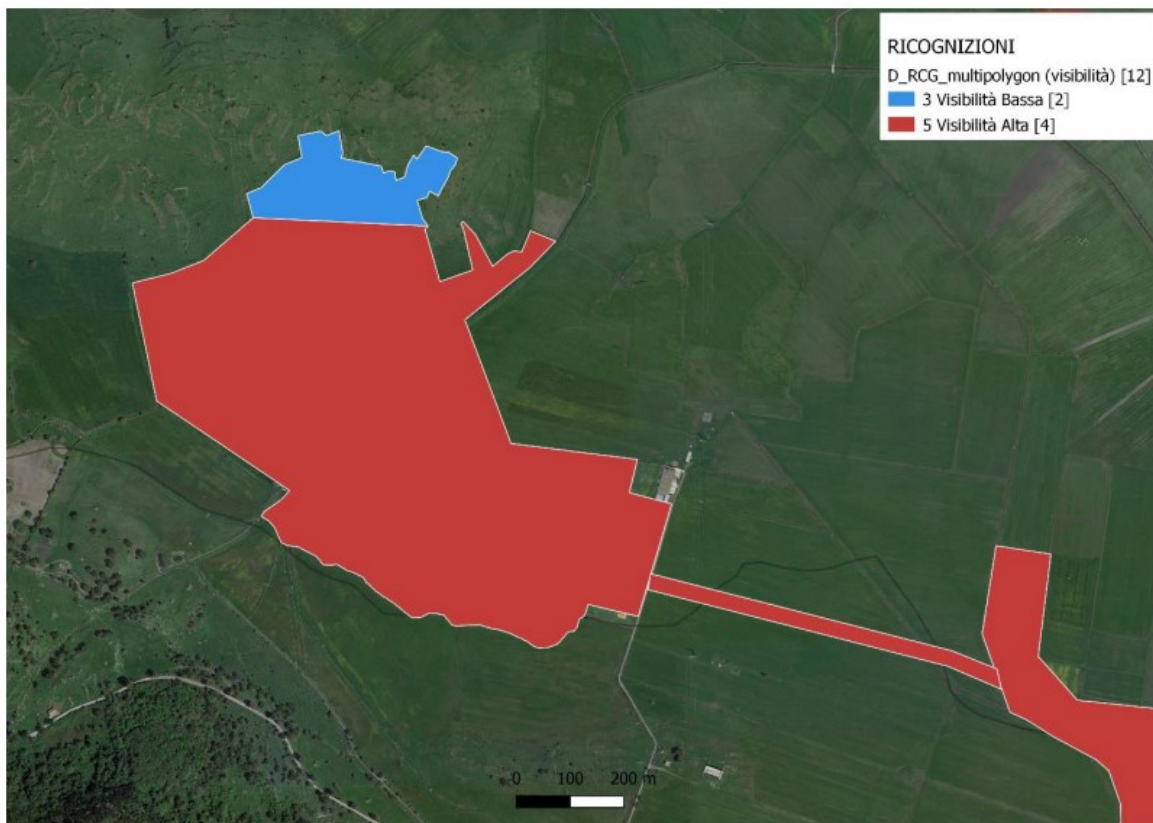 RICOGNIZIONI
D_RCG_multipolygon (visibilità) [12]
3 Visibilità Bassa [2]
5 Visibilità Alta [4]
0 100 200 m